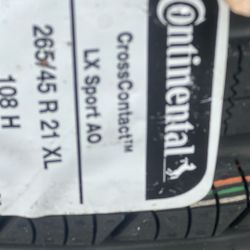 Continental
CrossContact™
LX Sport AO
265/45 R 21 XL
108 H